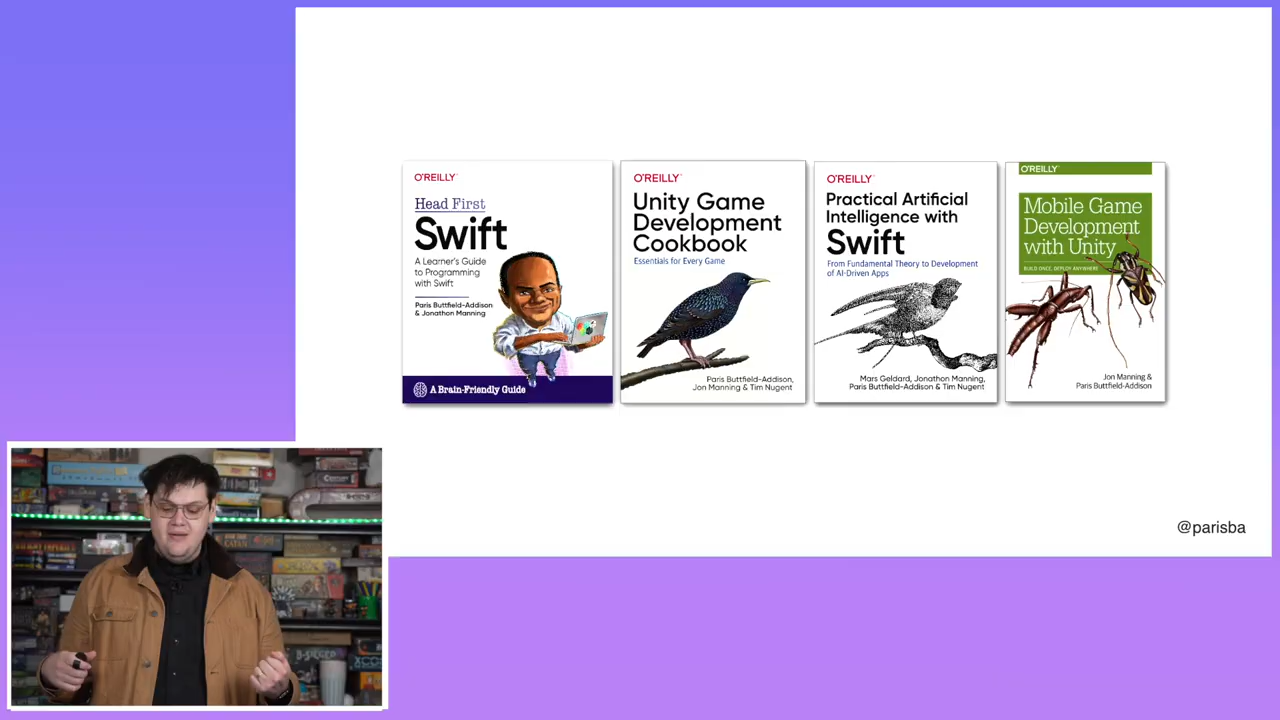 O'REILLY
Head First
Swift
A Learner's Guide
to Programming
with Swift
Paris Buttfield-Addison
& Jonathon Manning
A Brain-Friendly Guide
O'REILLY
Unity Game
Development
Cookbook
Essentials for Every Game
Paris Buttfield-Addison,
Jon Manning & Tim Nugent
O'REILLY
Practical Artificial
Intelligence with
Swift
From Fundamental Theory to Development
of AI-Driven Apps
Mars Geldard, Jonathon Manning,
Paris Buttfield-Addison & Tim Nugent
O'REILLY
Mobile Game
Development
with Unity
BUILD ONCE, DEPLOY ANYWHERE
Jon Manning &
Paris Buttfield-Addison
@parisba
CATAN
B-SIEGED
XCOM